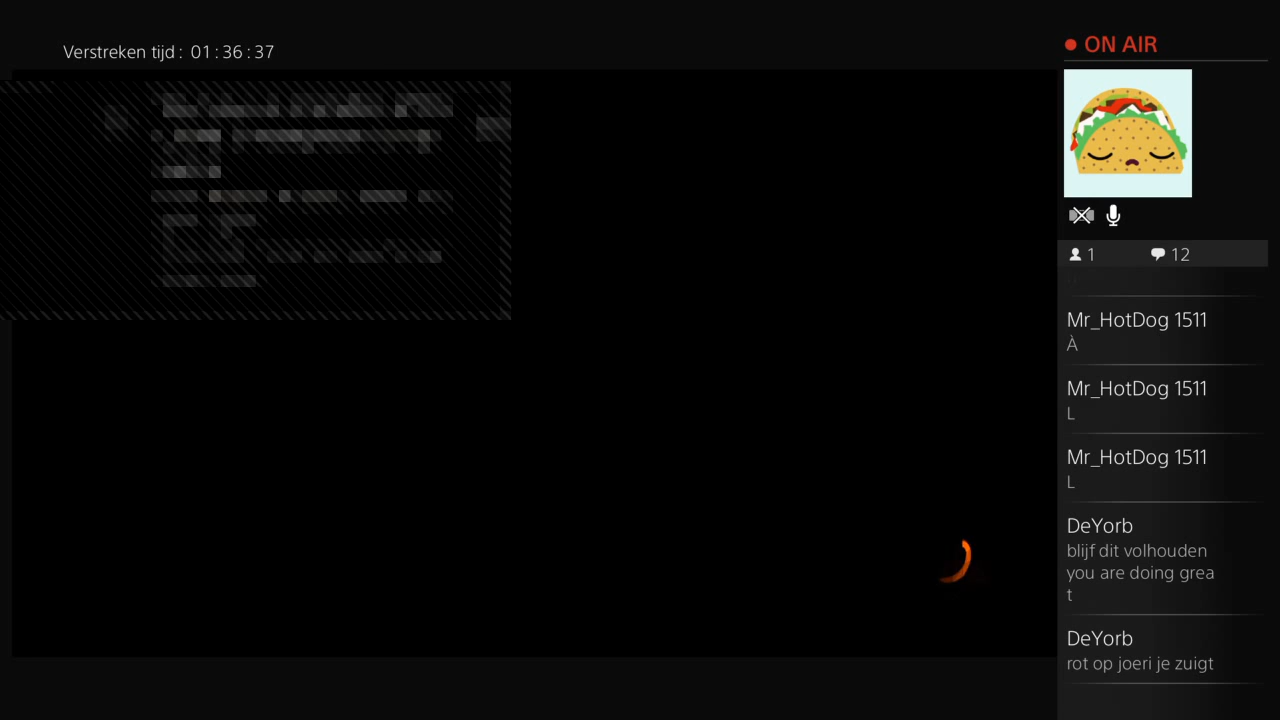 Verstreken tijd : 01 : 36 : 37
ON AIR
1 12
Mr_HotDog 1511
À
Mr_HotDog 1511
L
Mr_HotDog 1511
L
DeYorb
blijf dit volhouden
you are doing grea
t
DeYorb
rot op joeri je zuigt